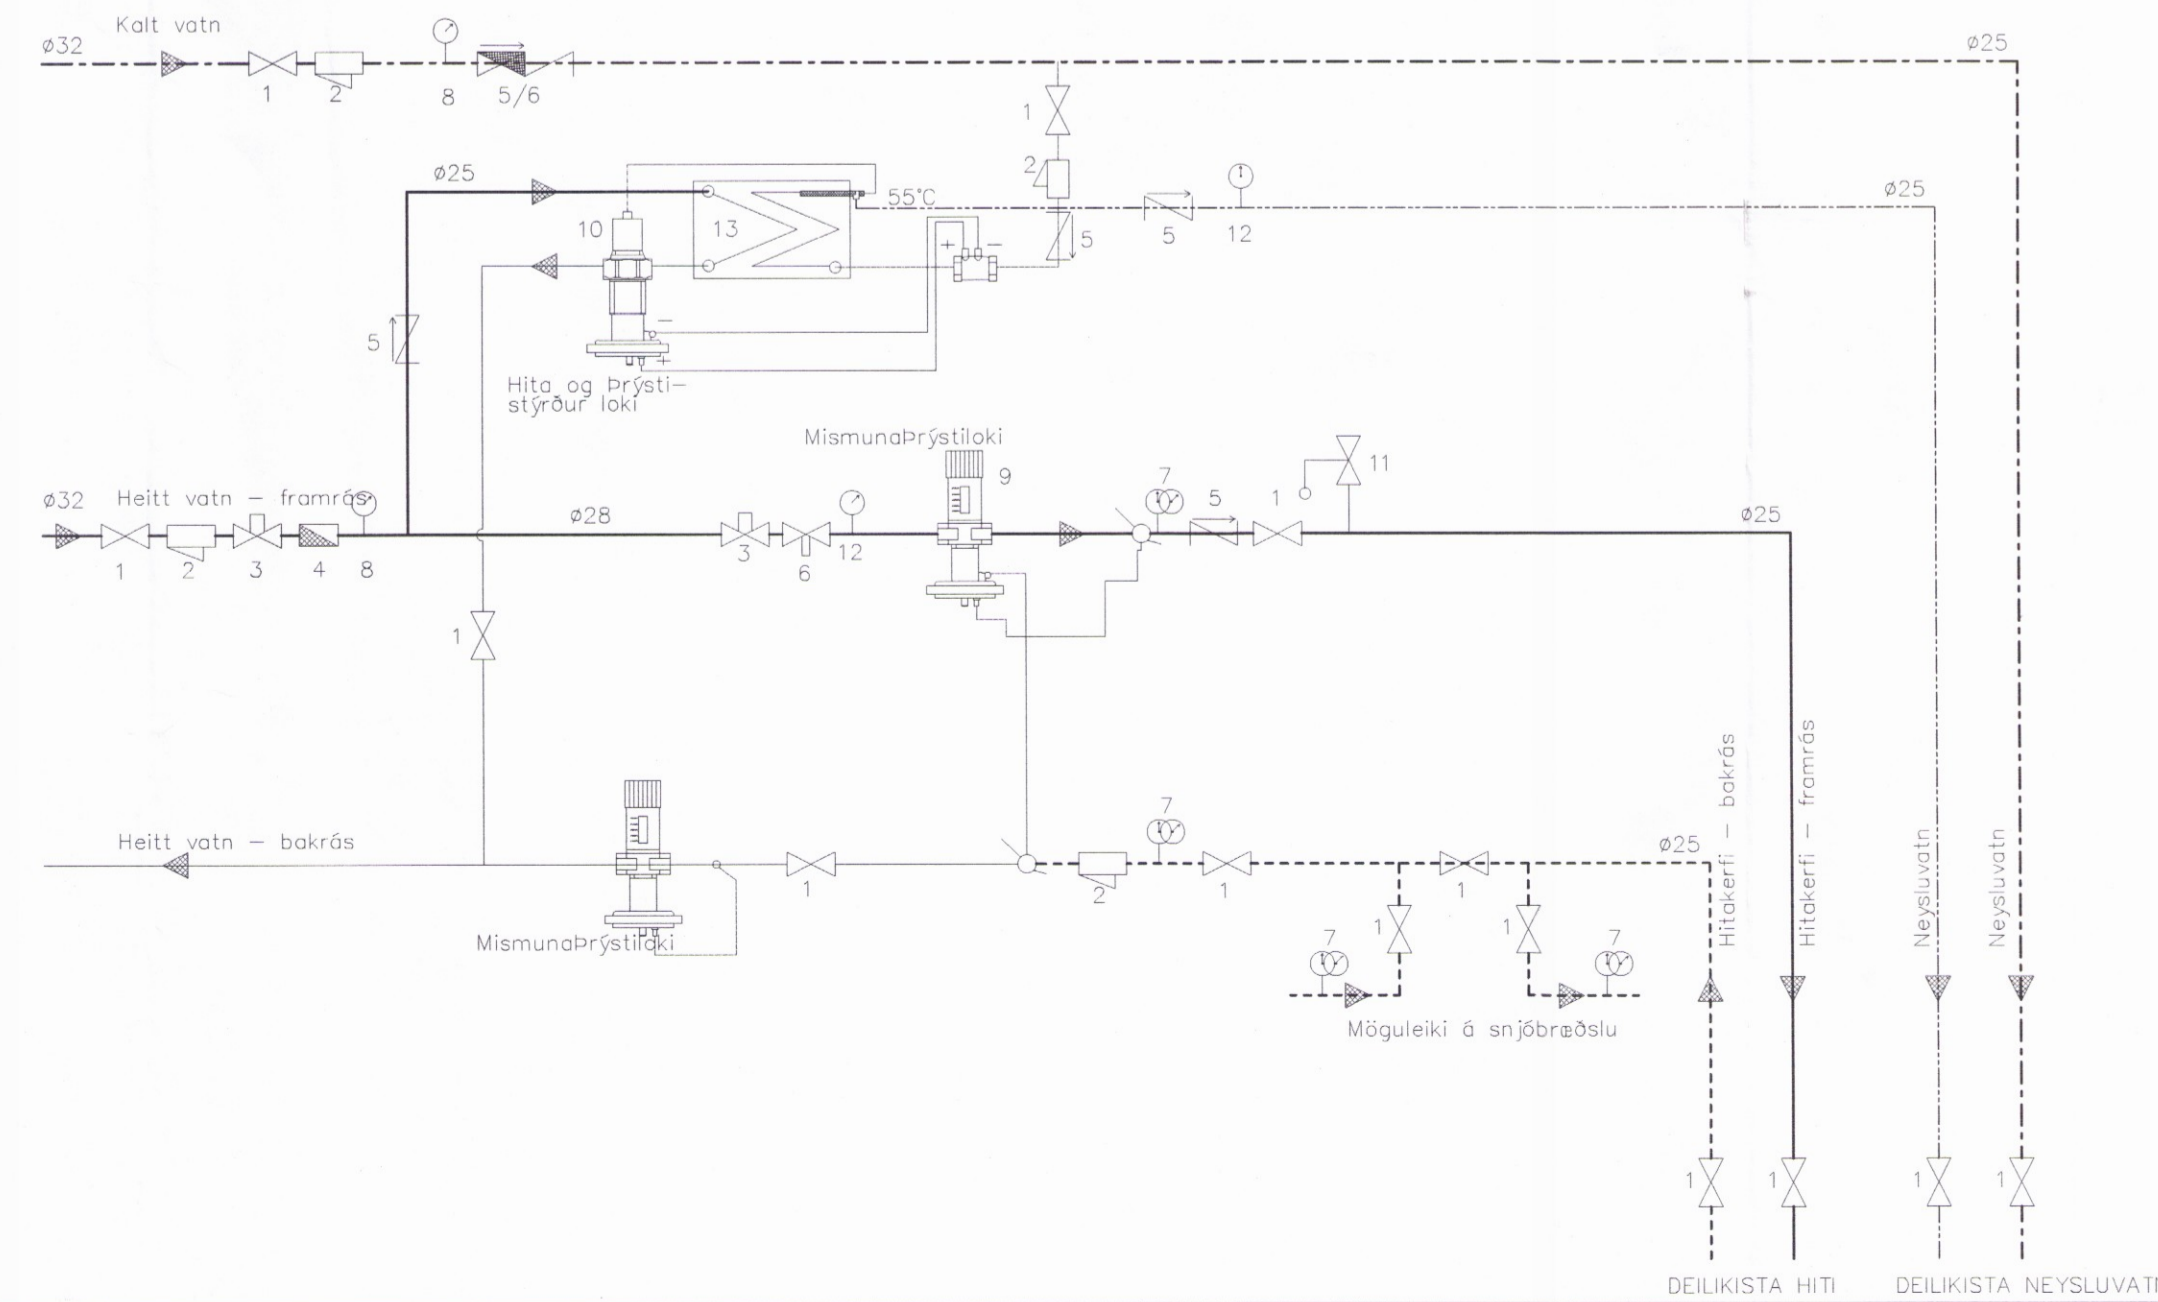 Kalt vatn
ø32
ø25
1
2
8
5/6
1
2
ø25
55°C
ø25
10
13
+
−
5
5
12
5
−
+
Hita og Þrýsti−
stýrður loki
MismunaÞrýstiloki
9
7
5
1
11
ø32
Heitt vatn − framrás
ø28
ø25
1
2
3
4
8
3
6
12
1
Hitakerfi − bakrás
Hitakerfi − framrás
Neysluvatn
Neysluvatn
7
Heitt vatn − bakrás
ø25
1
2
1
1
MismunaÞrýstiloki
1
1
7
7
Möguleiki á snjóbræðslu
1
1
1
1
DEILIKISTA HITI
DEILIKISTA NEYSLUVATN